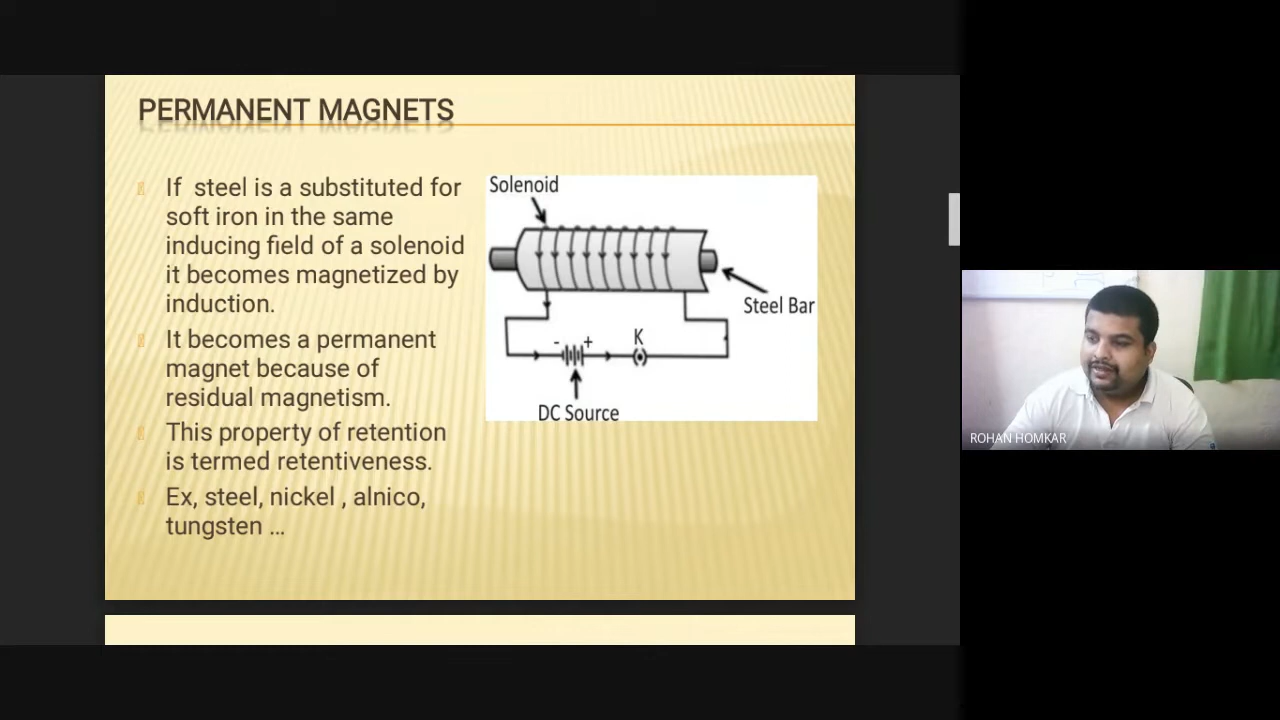 PERMANENT MAGNETS
If steel is a substituted for
soft iron in the same
inducing field of a solenoid
it becomes magnetized by
induction.
It becomes a permanent
magnet because of
residual magnetism.
This property of retention
is termed retentiveness.
Ex, steel, nickel , alnico,
tungsten ...
Solenoid
Steel Bar
- +
K
DC Source
ROHAN HOMKAR